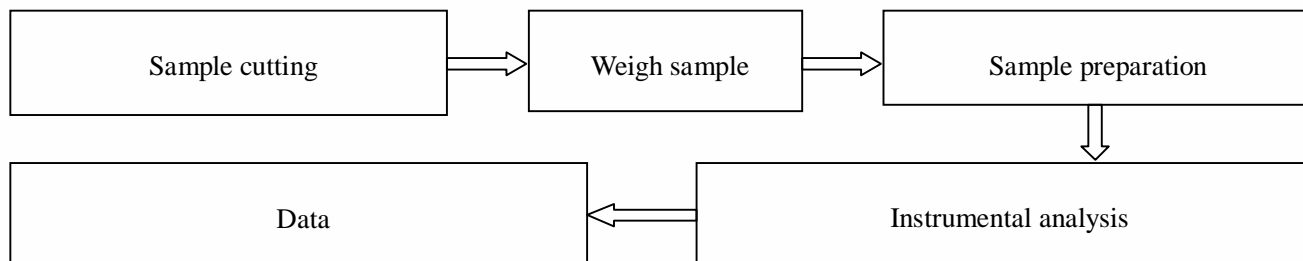 Sample cutting
Weigh sample
Sample preparation
Instrumental analysis
Data